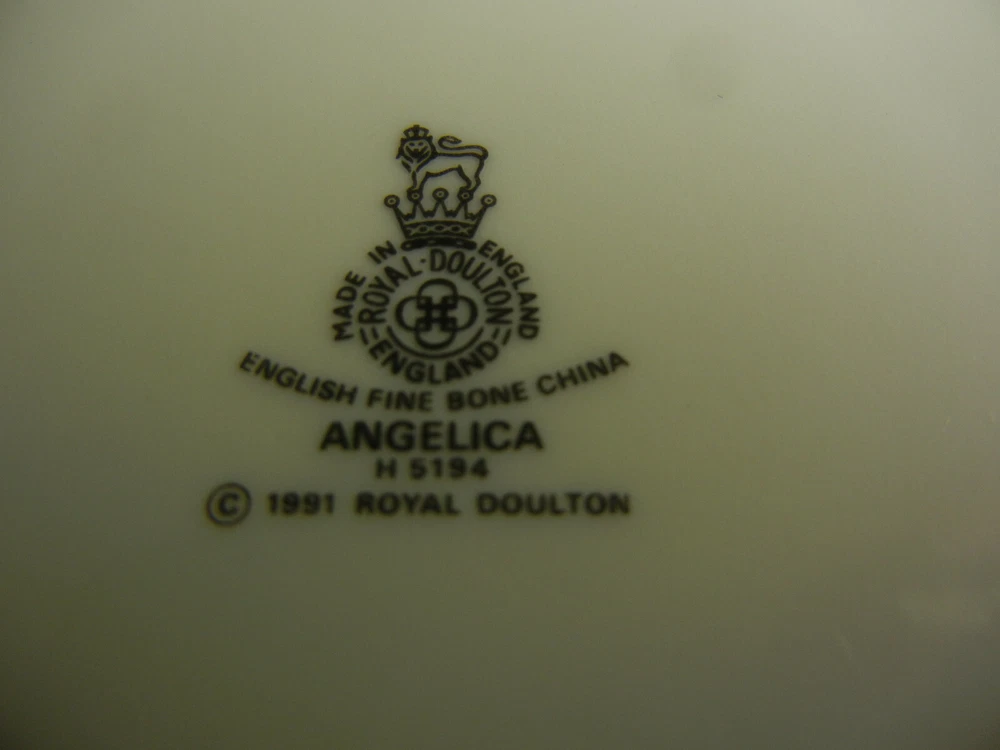 MADE IN ENGLAND
ROYAL-DOULTON
ENGLAND
ENGLISH FINE BONE CHINA
ANGELICA
H 5194
© 1991 ROYAL DOULTON